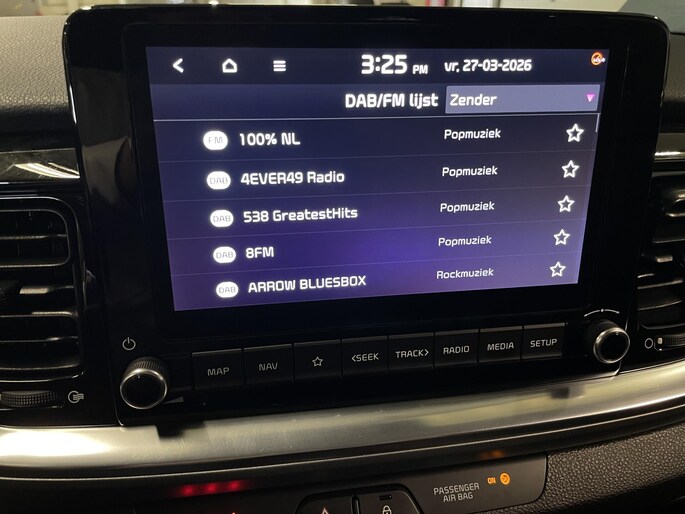 3:25 PM vr, 27-03-2026
DAB/FM lijst Zender
FM 100% NL Popmuziek
DAB 4EVER49 Radio Popmuziek
DAB 538 GreatestHits Popmuziek
DAB 8FM Popmuziek
DAB ARROW BLUESBOX Rockmuziek
MAP NAV <SEEK TRACK> RADIO MEDIA SETUP
PASSENGER AIR BAG ON